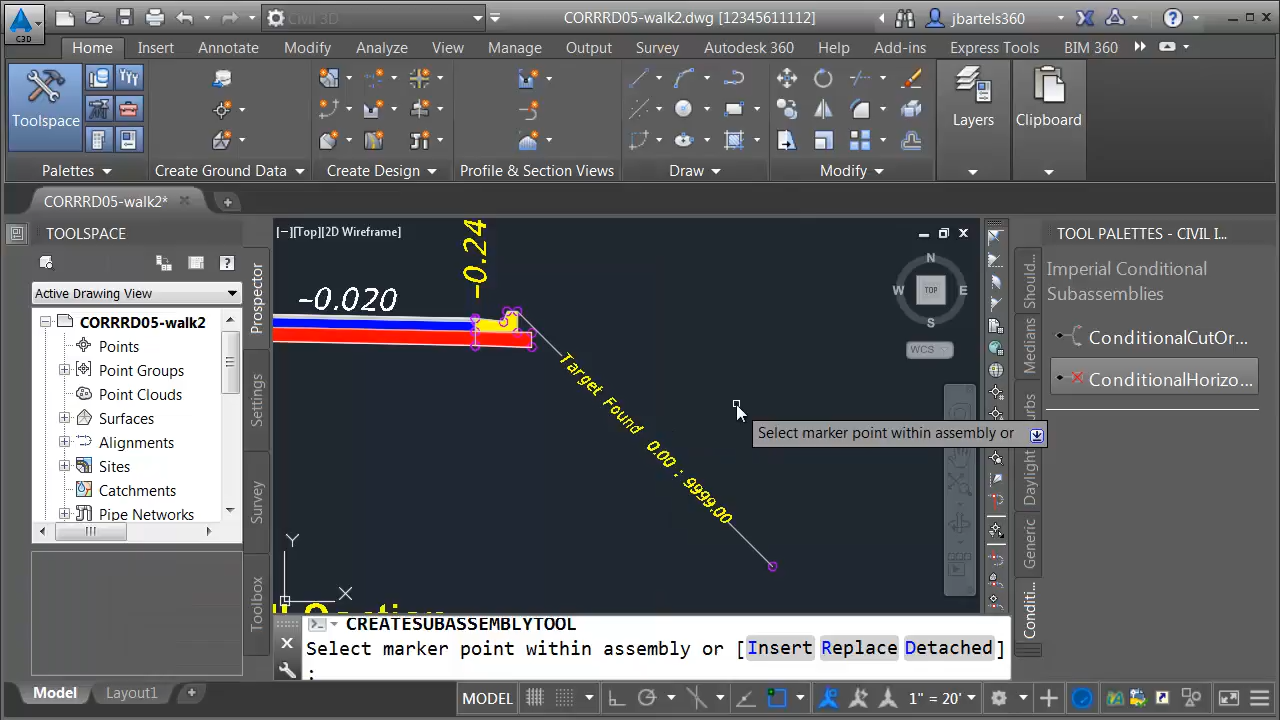 C3D
Civil 3D
CORRRD05-walk2.dwg [12345611112]
jbartels360
Home
Insert
Annotate
Modify
Analyze
View
Manage
Output
Survey
Autodesk 360
Help
Add-ins
Express Tools
BIM 360
Toolspace
Layers
Clipboard
Palettes
Create Ground Data
Create Design
Profile & Section Views
Draw
Modify
CORRRD05-walk2*
TOOLSPACE
Active Drawing View
CORRRD05-walk2
Points
Point Groups
Point Clouds
Surfaces
Alignments
Sites
Catchments
Pipe Networks
Prospector
Settings
Survey
Toolbox
[−][Top][2D Wireframe]
-0.020
-0.24
Target Found 0.00 : 9999.00
N
W
TOP
E
S
WCS
Select marker point within assembly or
Y
X
TOOL PALETTES - CIVIL I...
Imperial Conditional
Subassemblies
ConditionalCutOr...
ConditionalHorizo...
Should...
Medians
Daylight
Generic
Conditi...
CREATESUBASSEMBLYTOOL
Select marker point within assembly or [Insert Replace Detached]
:
Model
Layout1
MODEL
1" = 20'